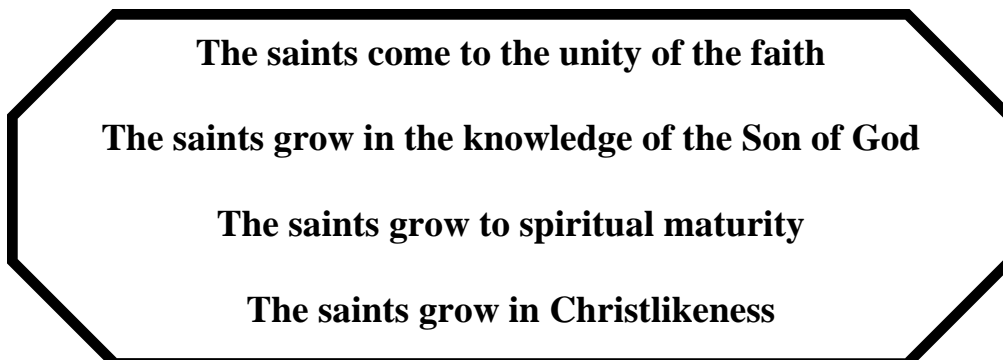 The saints come to the unity of the faith
The saints grow in the knowledge of the Son of God
The saints grow to spiritual maturity
The saints grow in Christlikeness